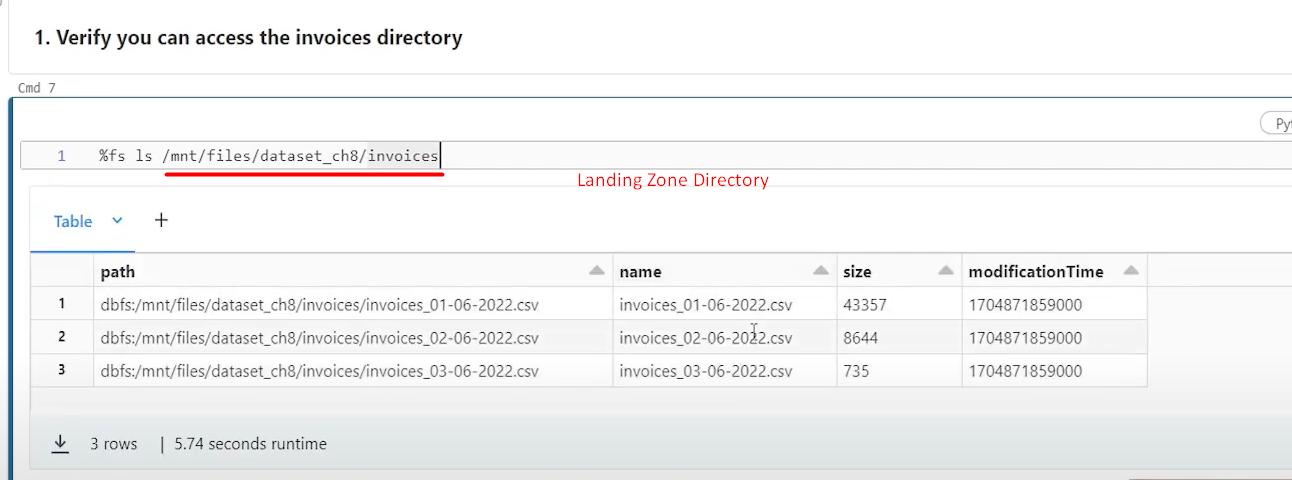 1. Verify you can access the invoices directory
Cmd 7
1 %fs ls /mnt/files/dataset_ch8/invoices
Landing Zone Directory
Table +
path name size modificationTime
1 dbfs:/mnt/files/dataset_ch8/invoices/invoices_01-06-2022.csv invoices_01-06-2022.csv 43357 1704871859000
2 dbfs:/mnt/files/dataset_ch8/invoices/invoices_02-06-2022.csv invoices_02-06-2022.csv 8644 1704871859000
3 dbfs:/mnt/files/dataset_ch8/invoices/invoices_03-06-2022.csv invoices_03-06-2022.csv 735 1704871859000
3 rows | 5.74 seconds runtime